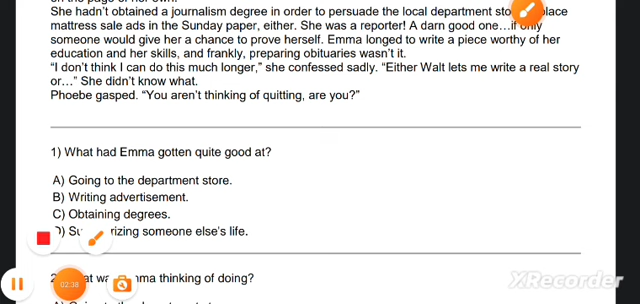 She hadn't obtained a journalism degree in order to persuade the local department
mattress sale ads in the Sunday paper, either. She was a reporter! A darn good one…if only
someone would give her a chance to prove herself. Emma longed to write a piece worthy of her
education and her skills, and frankly, preparing obituaries wasn't it.
"I don't think I can do this much longer," she confessed sadly. "Either Walt lets me write a real story
or…" She didn't know what.
Phoebe gasped. "You aren't thinking of quitting, are you?"
1) What had Emma gotten quite good at?
A) Going to the department store.
B) Writing advertisement.
C) Obtaining degrees.
someone else's life.
thinking of doing?
02:38
XRecorder